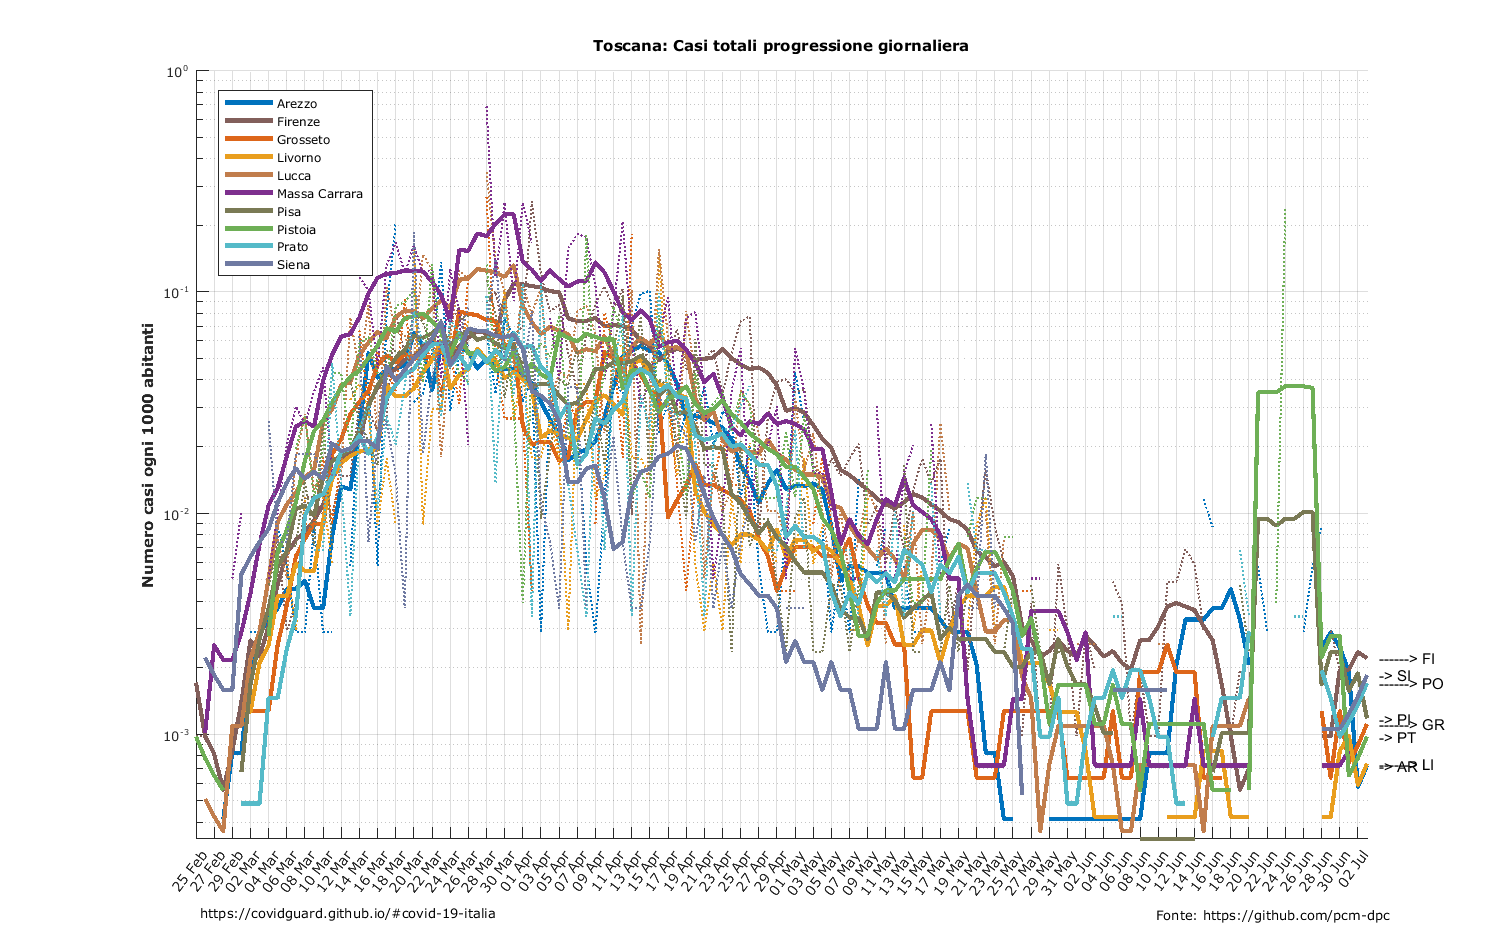 Toscana: Casi totali progressione giornaliera
10⁰
10⁻¹
10⁻²
10⁻³
Numero casi ogni 1000 abitanti
Arezzo
Firenze
Grosseto
Livorno
Lucca
Massa Carrara
Pisa
Pistoia
Prato
Siena
------> FI
-> SI
------> PO
-> PI
------> GR
-> PT
------> LI
-> AR
25 Feb
27 Feb
29 Feb
02 Mar
04 Mar
06 Mar
08 Mar
10 Mar
12 Mar
14 Mar
16 Mar
18 Mar
20 Mar
22 Mar
24 Mar
26 Mar
28 Mar
30 Mar
01 Apr
03 Apr
05 Apr
07 Apr
09 Apr
11 Apr
13 Apr
15 Apr
17 Apr
19 Apr
21 Apr
23 Apr
25 Apr
27 Apr
29 Apr
01 May
03 May
05 May
07 May
09 May
11 May
13 May
15 May
17 May
19 May
21 May
23 May
25 May
27 May
29 May
31 May
02 Jun
04 Jun
06 Jun
08 Jun
10 Jun
12 Jun
14 Jun
16 Jun
18 Jun
20 Jun
22 Jun
24 Jun
26 Jun
28 Jun
30 Jun
02 Jul
https://covidguard.github.io/#covid-19-italia
Fonte: https://github.com/pcm-dpc